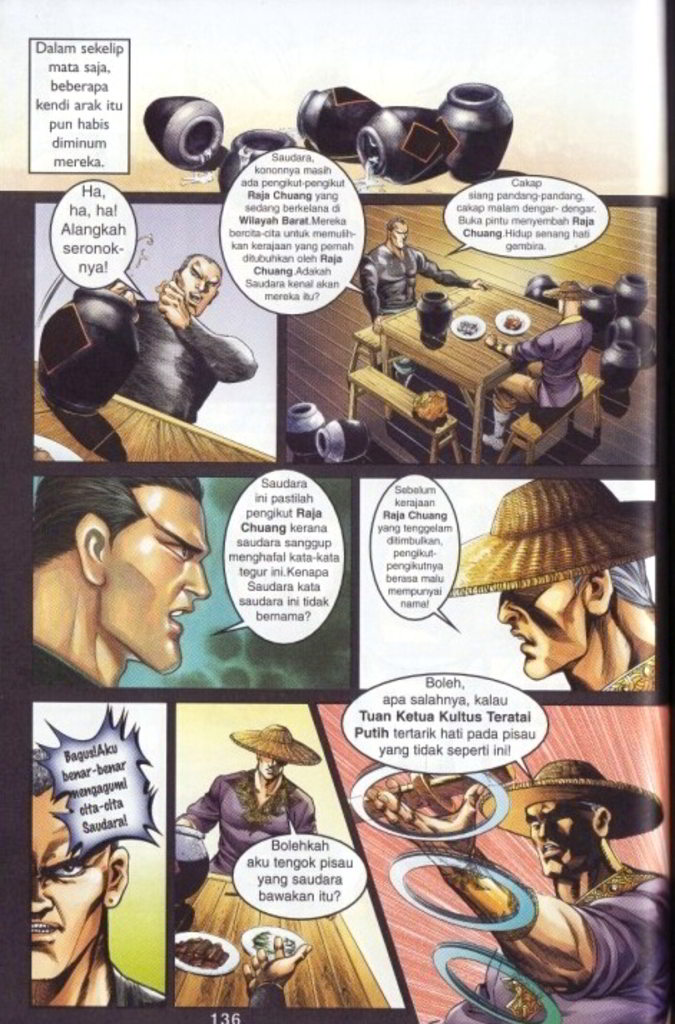 Dalam sekelip
mata saja,
beberapa
kendi arak itu
pun habis
diminum
mereka.
Ha,
ha, ha!
Alangkah
seronok-
nya!
Saudara,
kononnya masih
ada pengikut-pengikut
Raja Chuang yang
sedang berkelana di
Wilayah Barat.Mereka
bercita-cita untuk memulih-
kan kerajaan yang pernah
ditubuhkan oleh Raja
Chuang.Adakah
Saudara kenal akan
mereka itu?
Cakap
siang pandang-pandang,
cakap malam dengar- dengar.
Buka pintu menyembah Raja
Chuang.Hidup senang hati
gembira.
Saudara
ini pastilah
pengikut Raja
Chuang kerana
saudara sanggup
menghafal kata-kata
tegur ini.Kenapa
Saudara kata
saudara ini tidak
bernama?
Sebelum
kerajaan
Raja Chuang
yang tenggelam
ditimbulkan,
pengikut-
pengikutnya
berasa malu
mempunyai
nama!
Bagus!Aku
benar-benar
mengagumi
cita-cita
Saudara!
Bolehkah
aku tengok pisau
yang saudara
bawakan itu?
Boleh,
apa salahnya, kalau
Tuan Ketua Kultus Teratai
Putih tertarik hati pada pisau
yang tidak seperti ini!
136